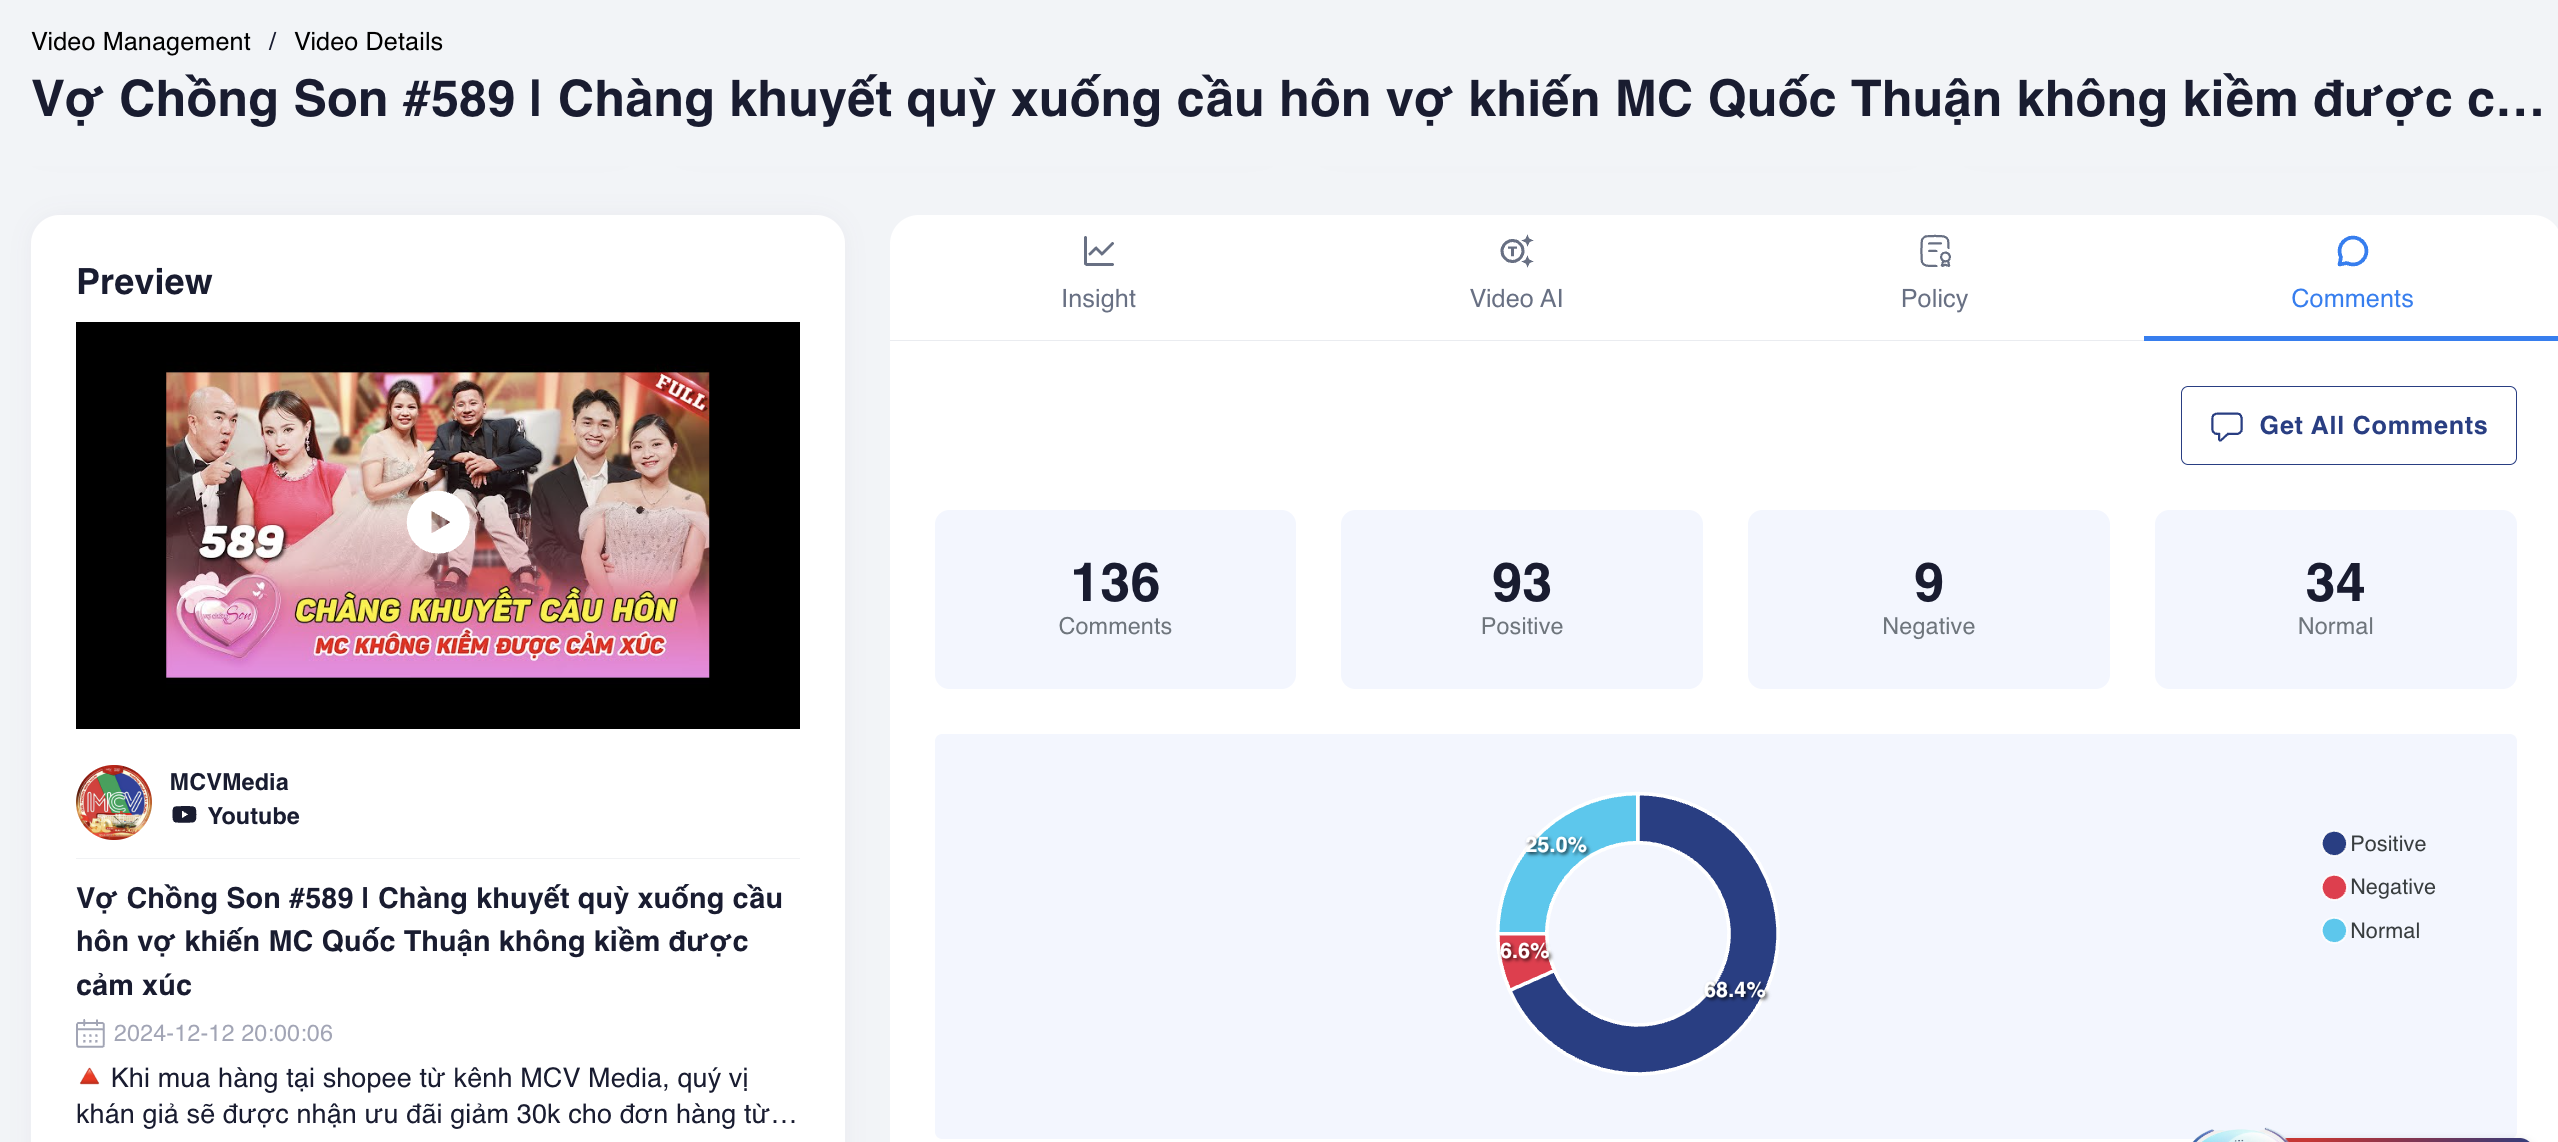 Video Management / Video Details
Vợ Chồng Son #589 l Chàng khuyết quỳ xuống cầu hôn vợ khiến MC Quốc Thuận không kiềm được c...
Preview
FULL
589
Son
CHÀNG KHUYẾT CẦU HÔN
MC KHÔNG KIỀM ĐƯỢC CẢM XÚC
MCV
MCVMedia
Youtube
Vợ Chồng Son #589 l Chàng khuyết quỳ xuống cầu
hôn vợ khiến MC Quốc Thuận không kiềm được
cảm xúc
2024-12-12 20:00:06
🔺 Khi mua hàng tại shopee từ kênh MCV Media, quý vị
khán giả sẽ được nhận ưu đãi giảm 30k cho đơn hàng từ...
Insight
Video AI
Policy
Comments
Get All Comments
136
Comments
93
Positive
9
Negative
34
Normal
25.0%
6.6%
68.4%
Positive
Negative
Normal